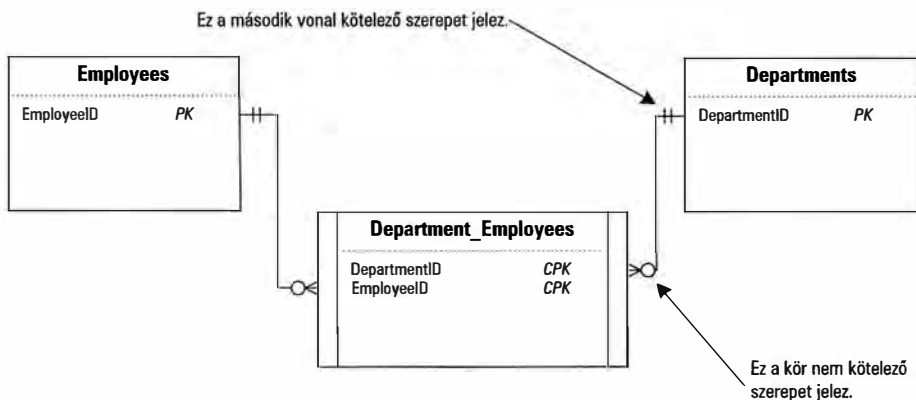 Ez a második vonal kötelező szerepet jelez.
Employees
EmployeeID PK
Departments
DepartmentID PK
Department_Employees
DepartmentID CPK
EmployeeID CPK
Ez a kör nem kötelező
szerepet jelez.